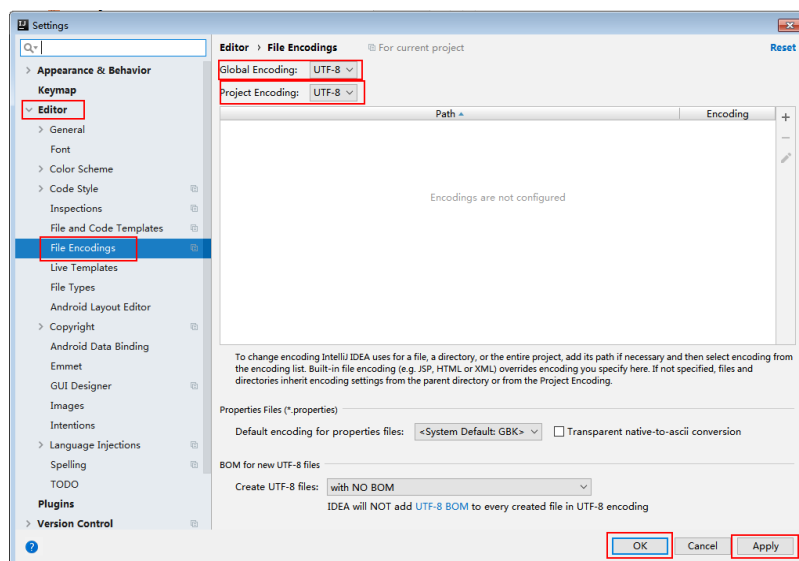 Settings
Editor › File Encodings For current project Reset
Appearance & Behavior
Keymap
Editor
General
Font
Color Scheme
Code Style
Inspections
File and Code Templates
File Encodings
Live Templates
File Types
Android Layout Editor
Copyright
Android Data Binding
Emmet
GUI Designer
Images
Intentions
Language Injections
Spelling
TODO
Plugins
Version Control
Global Encoding: UTF-8
Project Encoding: UTF-8
Path Encoding
Encodings are not configured
To change encoding IntelliJ IDEA uses for a file, a directory, or the entire project, add its path if necessary and then select encoding from
the encoding list. Built-in file encoding (e.g. JSP, HTML or XML) overrides encoding you specify here. If not specified, files and
directories inherit encoding settings from the parent directory or from the Project Encoding.
Properties Files (*.properties)
Default encoding for properties files: <System Default: GBK> Transparent native-to-ascii conversion
BOM for new UTF-8 files
Create UTF-8 files: with NO BOM
IDEA will NOT add UTF-8 BOM to every created file in UTF-8 encoding
? OK Cancel Apply